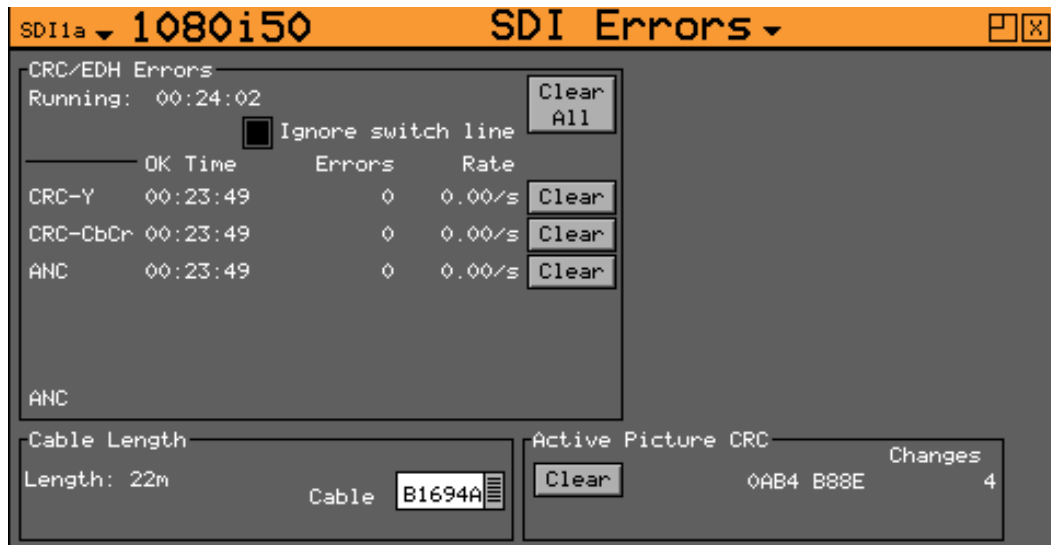 SDI1a 1080i50 SDI Errors
CRC/EDH Errors
Running: 00:24:02
Clear All
Ignore switch line
OK Time Errors Rate
CRC-Y 00:23:49 0 0.00/s Clear
CRC-CbCr 00:23:49 0 0.00/s Clear
ANC 00:23:49 0 0.00/s Clear
ANC
Cable Length
Length: 22m
Cable B1694A
Active Picture CRC
Changes
Clear 0AB4 B88E 4